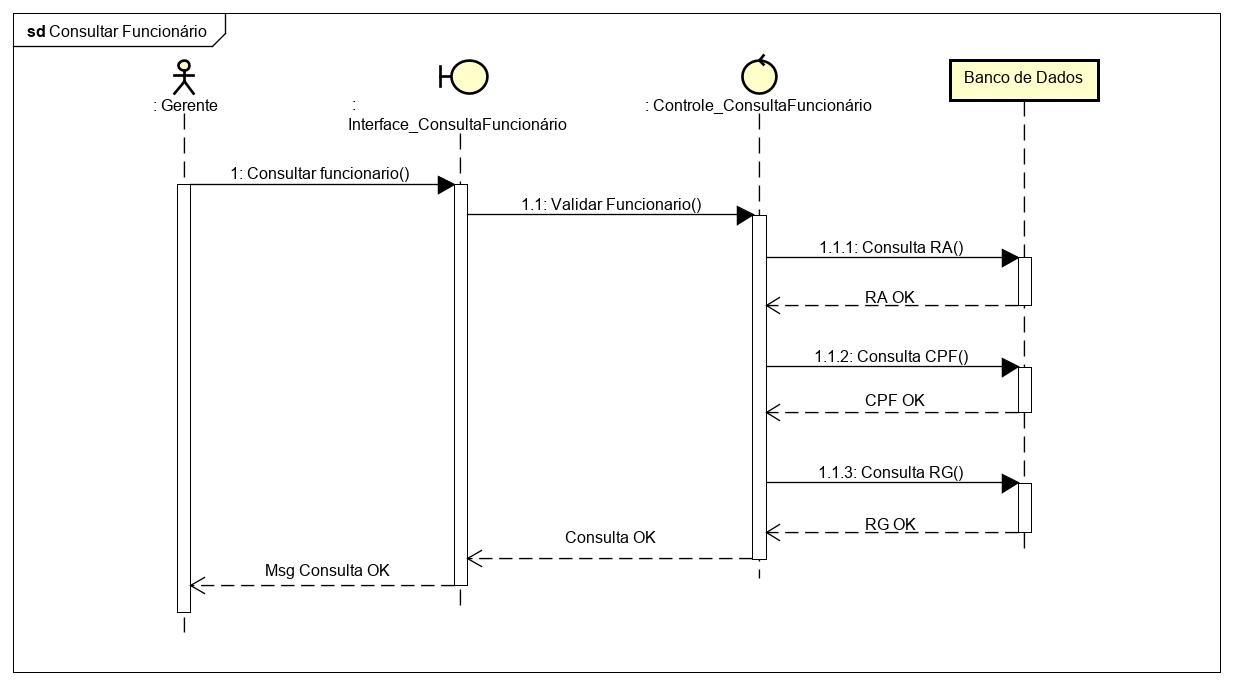 sd Consultar Funcionário
: Gerente
:
Interface_ConsultaFuncionário
: Controle_ConsultaFuncionário
Banco de Dados
1: Consultar funcionario()
1.1: Validar Funcionario()
1.1.1: Consulta RA()
RA OK
1.1.2: Consulta CPF()
CPF OK
1.1.3: Consulta RG()
RG OK
Consulta OK
Msg Consulta OK